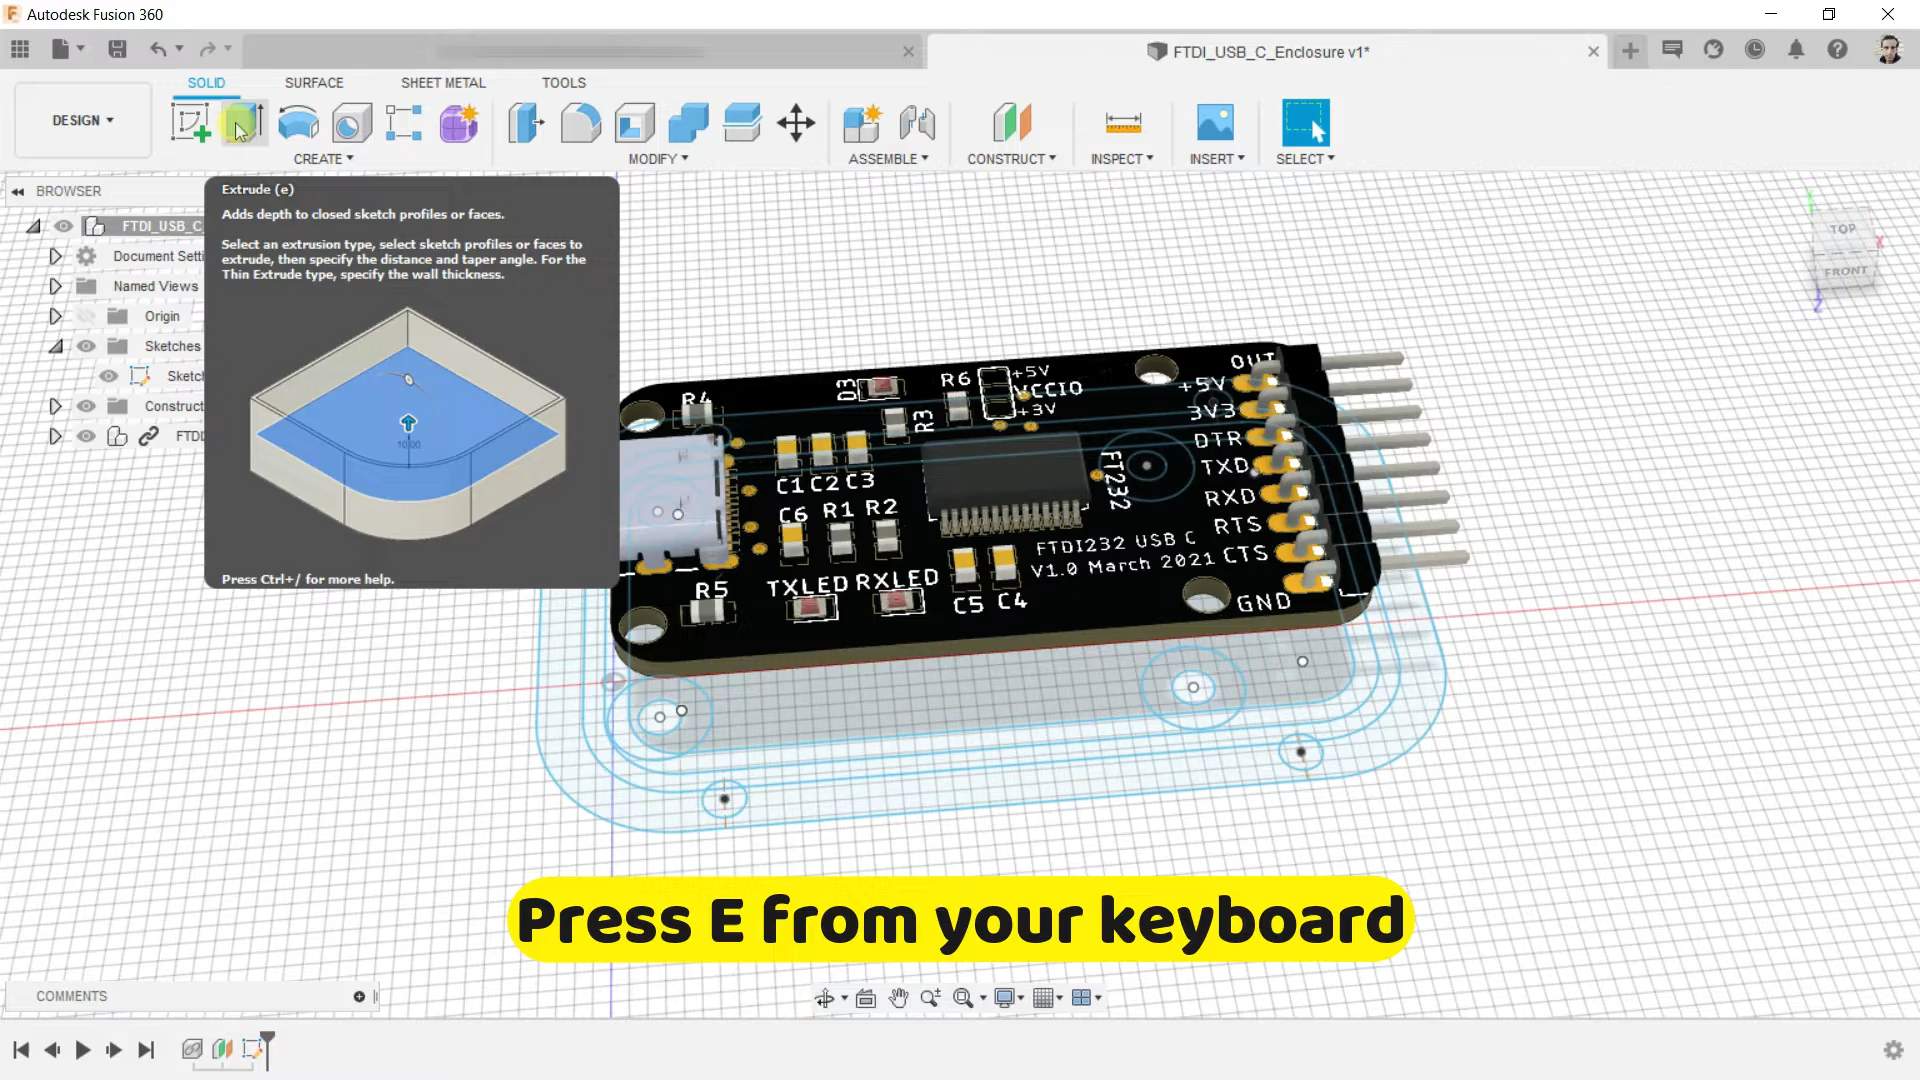 Autodesk Fusion 360
FTDI_USB_C_Enclosure v1*
SOLID
SURFACE
SHEET METAL
TOOLS
DESIGN
CREATE
MODIFY
ASSEMBLE
CONSTRUCT
INSPECT
INSERT
SELECT
BROWSER
FTDI_USB_C
Document Setti
Named Views
Origin
Sketches
Sketc
Construct
FTD
Extrude (e)
Adds depth to closed sketch profiles or faces.
Select an extrusion type, select sketch profiles or faces to
extrude, then specify the distance and taper angle. For the
Thin Extrude type, specify the wall thickness.
10.00
Press Ctrl+/ for more help.
TOP
FRONT
X
Z
R4
D3
R3
R6
+5V
VCCIO
+3V
OUT
+5V
3V3
DTR
TXD
RXD
RTS
CTS
GND
C1 C2 C3
C6 R1 R2
FT232
FTDI232 USB C
V1.0 March 2021
R5
TXLED RXLED
C5 C4
Press E from your keyboard
COMMENTS